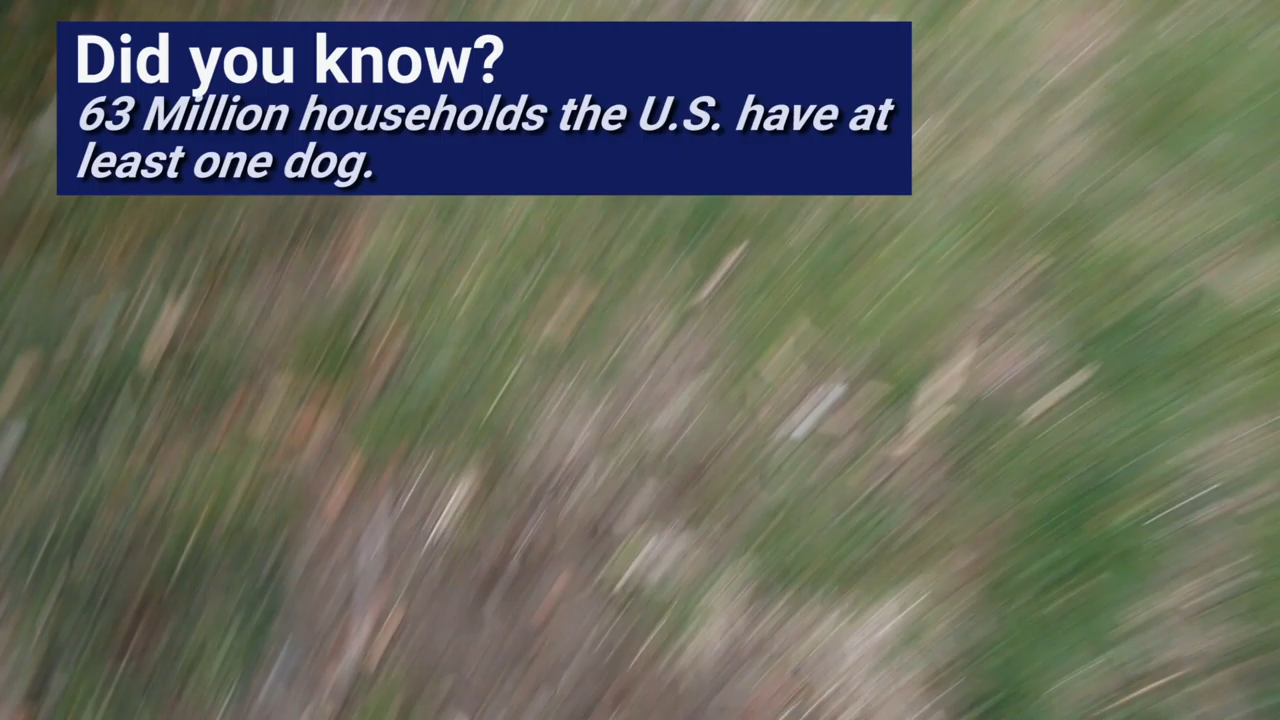 Did you know?
63 Million households the U.S. have at
least one dog.